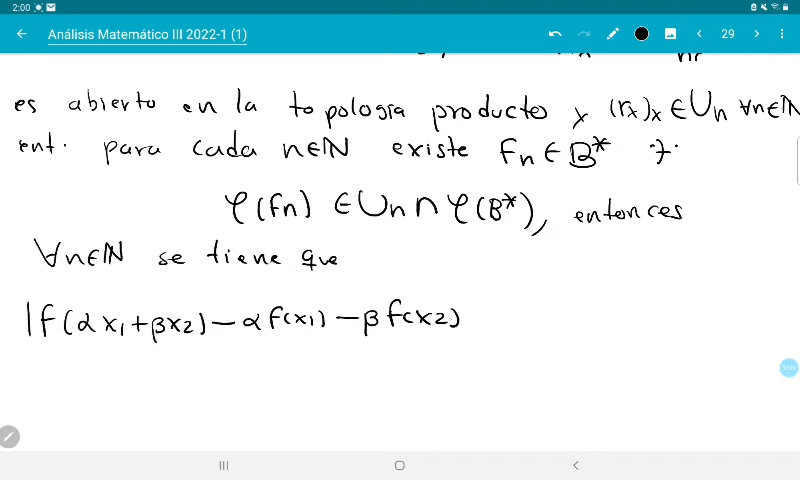 2:00
Análisis Matemático III 2022-1 (1)
29
es abierto en la topología producto y (rx)x ∈ Un ∀n∈ℕ
ent. para cada n∈ℕ existe fn ∈ B* t.
φ(fn) ∈ Un ∩ φ(B*), entonces
∀n∈ℕ se tiene que
|f(αx₁+βx₂) − αf(x₁) − βf(x₂)